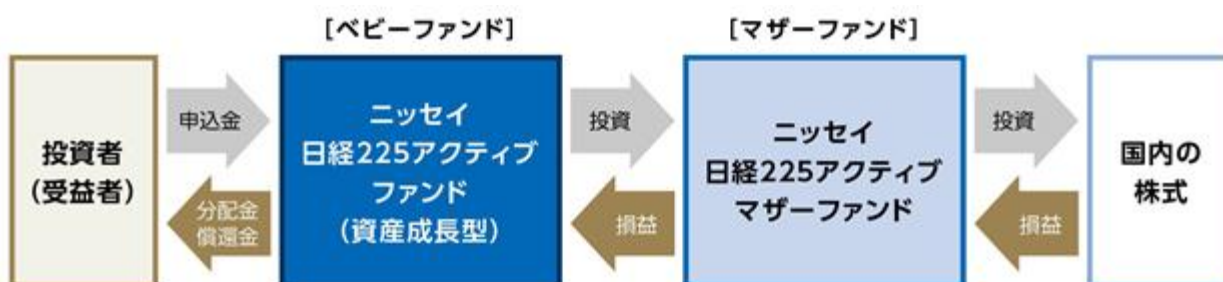 [ベビーファンド]
[マザーファンド]
投資者
(受益者)
申込金
分配金
償還金
ニッセイ
日経225アクティブ
ファンド
(資産成長型)
投資
損益
ニッセイ
日経225アクティブ
マザーファンド
投資
損益
国内の
株式